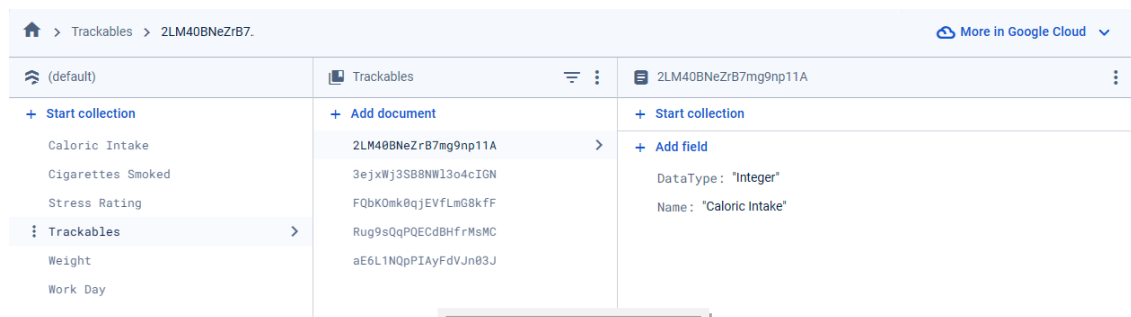 Trackables > 2LM40BNeZrB7.
More in Google Cloud
(default)
Trackables
2LM40BNeZrB7mg9np11A
+ Start collection
Caloric Intake
Cigarettes Smoked
Stress Rating
Trackables
Weight
Work Day
+ Add document
2LM40BNeZrB7mg9np11A
3ejxWj3SB8NWl3o4cIGN
FQbKOmk0qjEVfLmG8kfF
Rug9sQqPQECdBHfrMsMC
aE6L1NQpPIAyFdVJn03J
+ Start collection
+ Add field
DataType: "Integer"
Name: "Caloric Intake"